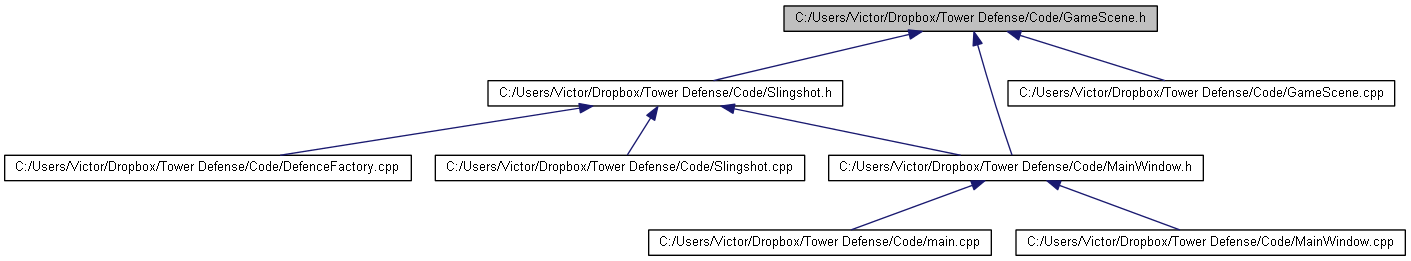 C:/Users/Victor/Dropbox/Tower Defense/Code/GameScene.h
C:/Users/Victor/Dropbox/Tower Defense/Code/Slingshot.h
C:/Users/Victor/Dropbox/Tower Defense/Code/GameScene.cpp
C:/Users/Victor/Dropbox/Tower Defense/Code/DefenceFactory.cpp
C:/Users/Victor/Dropbox/Tower Defense/Code/Slingshot.cpp
C:/Users/Victor/Dropbox/Tower Defense/Code/MainWindow.h
C:/Users/Victor/Dropbox/Tower Defense/Code/main.cpp
C:/Users/Victor/Dropbox/Tower Defense/Code/MainWindow.cpp